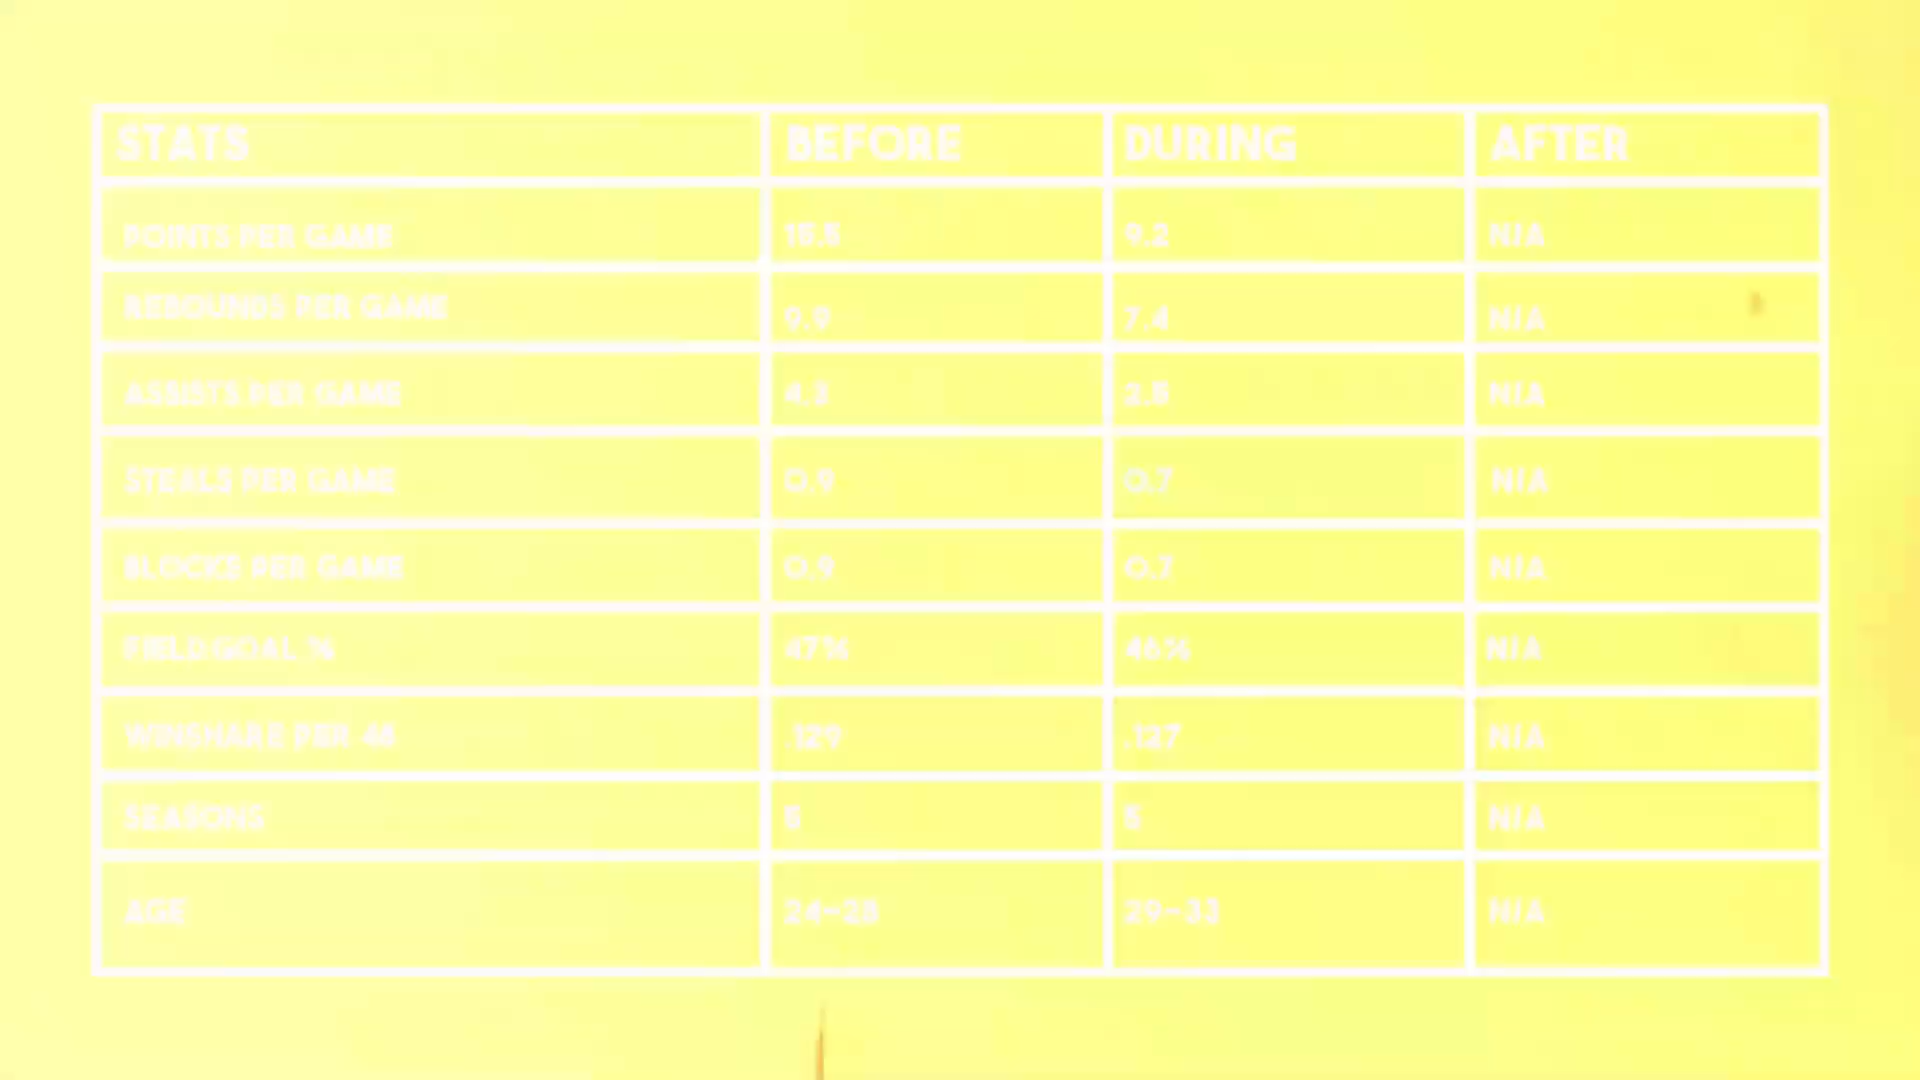 STATS BEFORE DURING AFTER
POINTS PER GAME 15.5 9.2 N/A
REBOUNDS PER GAME 9.9 7.4 N/A
ASSISTS PER GAME 4.3 2.8 N/A
STEALS PER GAME 0.9 0.7 N/A
BLOCKS PER GAME 0.9 0.7 N/A
FIELD GOAL % 47% 46% N/A
WINSHARE PER 48 .129 .127 N/A
SEASONS 5 5 N/A
AGE 24-28 29-33 N/A